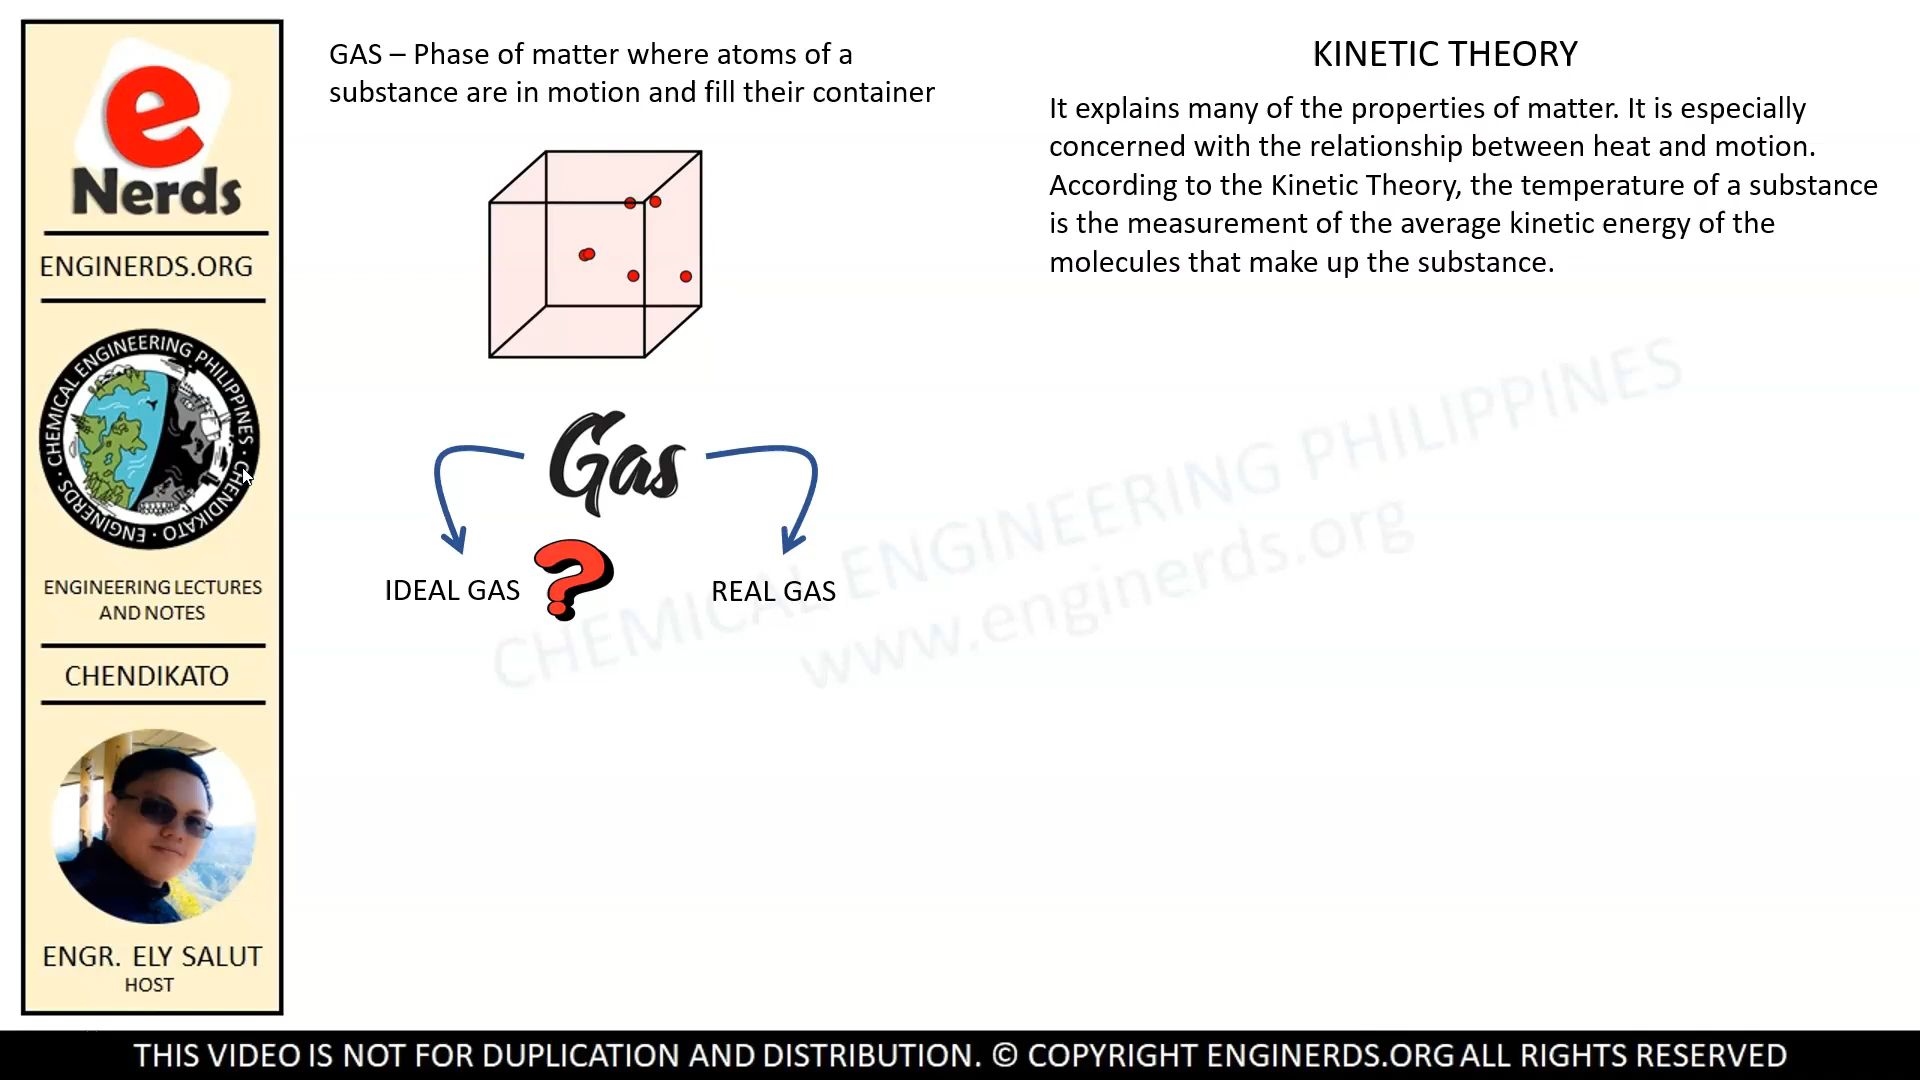 e
Nerds
ENGINERDS.ORG
CHEMICAL ENGINEERING PHILIPPINES · CHENDIKATO · ENGINERDS ·
ENGINEERING LECTURES
AND NOTES
CHENDIKATO
ENGR. ELY SALUT
HOST
GAS – Phase of matter where atoms of a
substance are in motion and fill their container
Gas
IDEAL GAS
?
REAL GAS
KINETIC THEORY
It explains many of the properties of matter. It is especially
concerned with the relationship between heat and motion.
According to the Kinetic Theory, the temperature of a substance
is the measurement of the average kinetic energy of the
molecules that make up the substance.
CHEMICAL ENGINEERING PHILIPPINES
www.enginerds.org
THIS VIDEO IS NOT FOR DUPLICATION AND DISTRIBUTION. © COPYRIGHT ENGINERDS.ORG ALL RIGHTS RESERVED